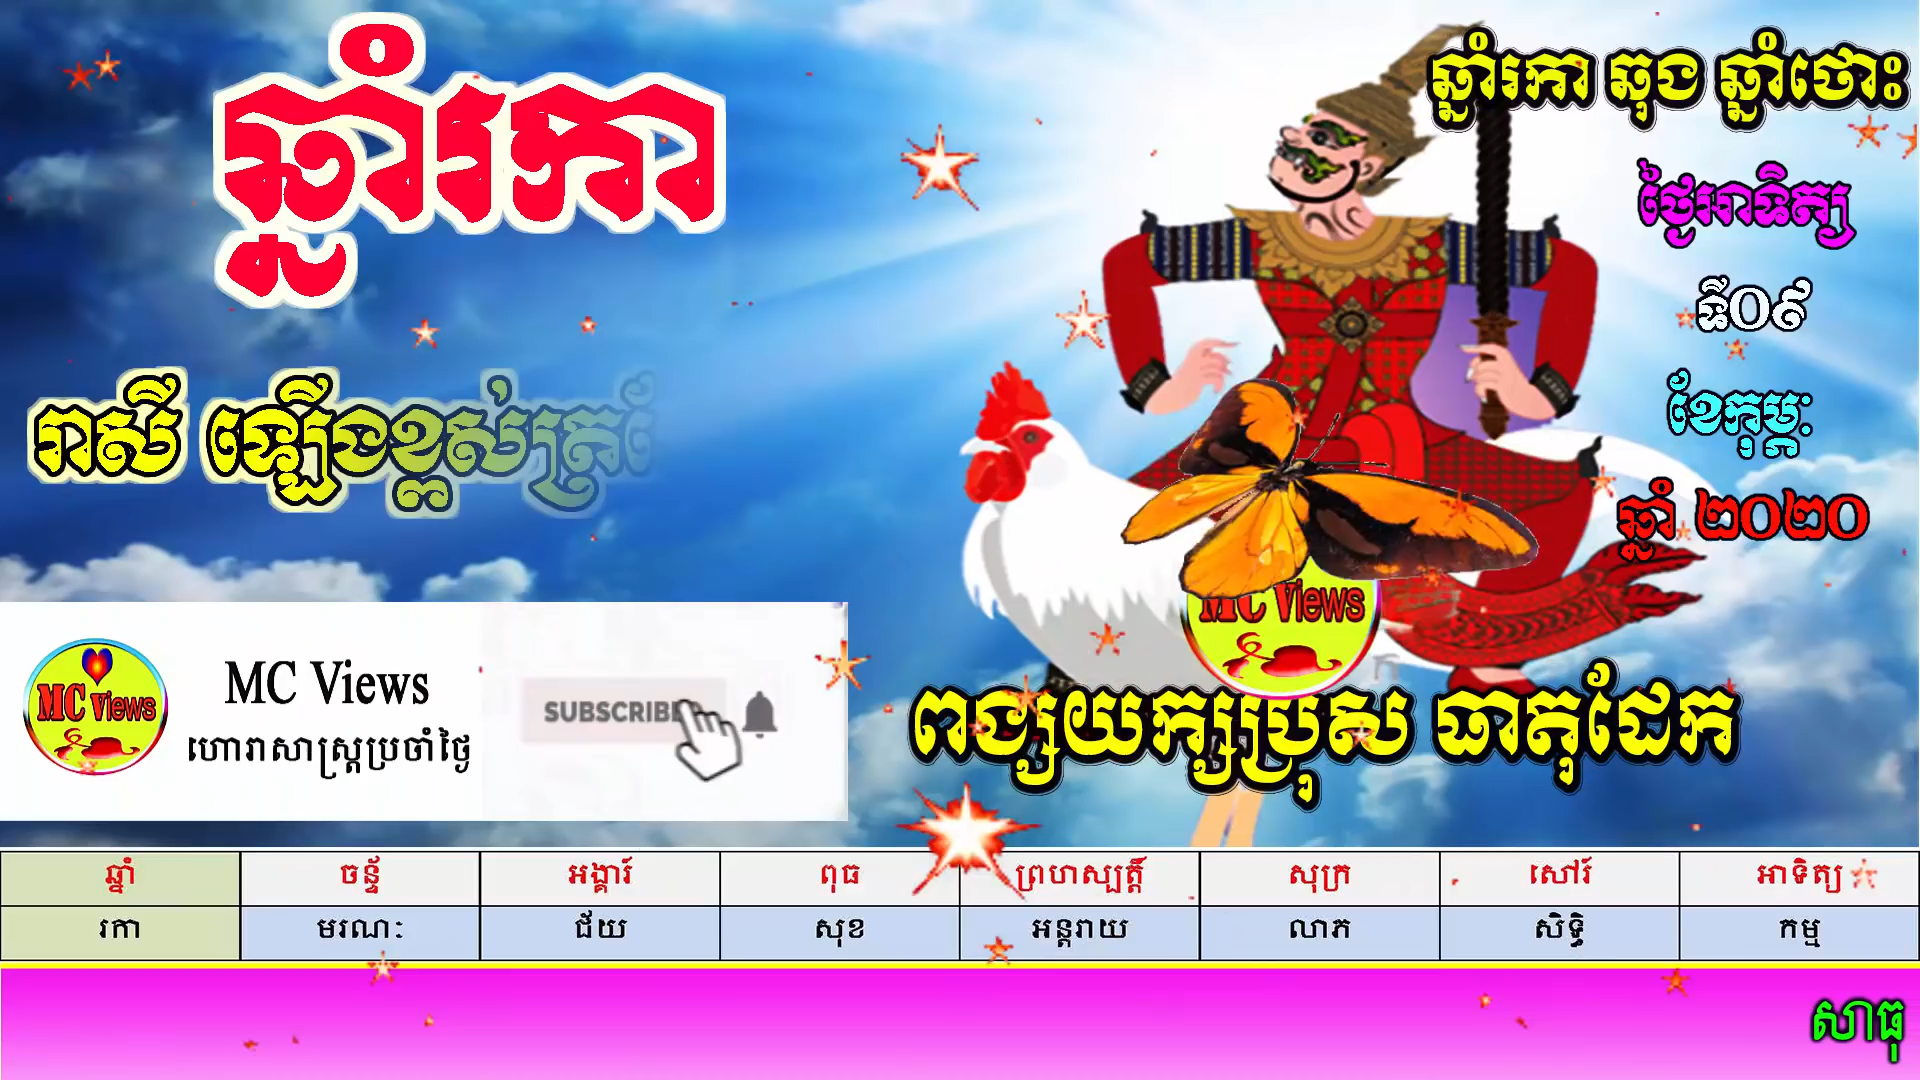 ឆ្នាំរកា
រាសី ឡើងខ្ពស់ត្រ
ឆ្នាំរកា ឆុង ឆ្នាំថោះ
ថ្ងៃអាទិត្យ
ទី០៩
ខែកុម្ភៈ
ឆ្នាំ ២០២០
MC Views
MC Views
MC Views
ហោរាសាស្ត្រប្រចាំថ្ងៃ
SUBSCRIBE
ពង្សយក្សប្រុស ធាតុដែក
ឆ្នាំ ចន្ទ័ អង្គារ៍ ពុធ ព្រហស្បត្តិ៍ សុក្រ សៅរ៍ អាទិត្យ
រកា មរណៈ ជ័យ សុខ អន្តរាយ លាភ សិទ្ធិ កម្ម
សាធុ